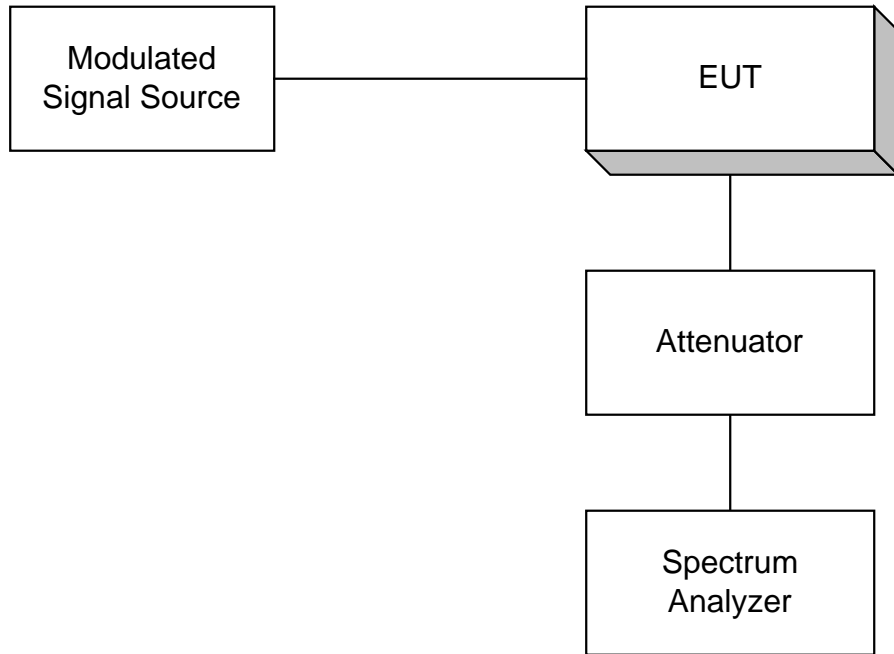 Modulated
Signal Source
EUT
Attenuator
Spectrum
Analyzer